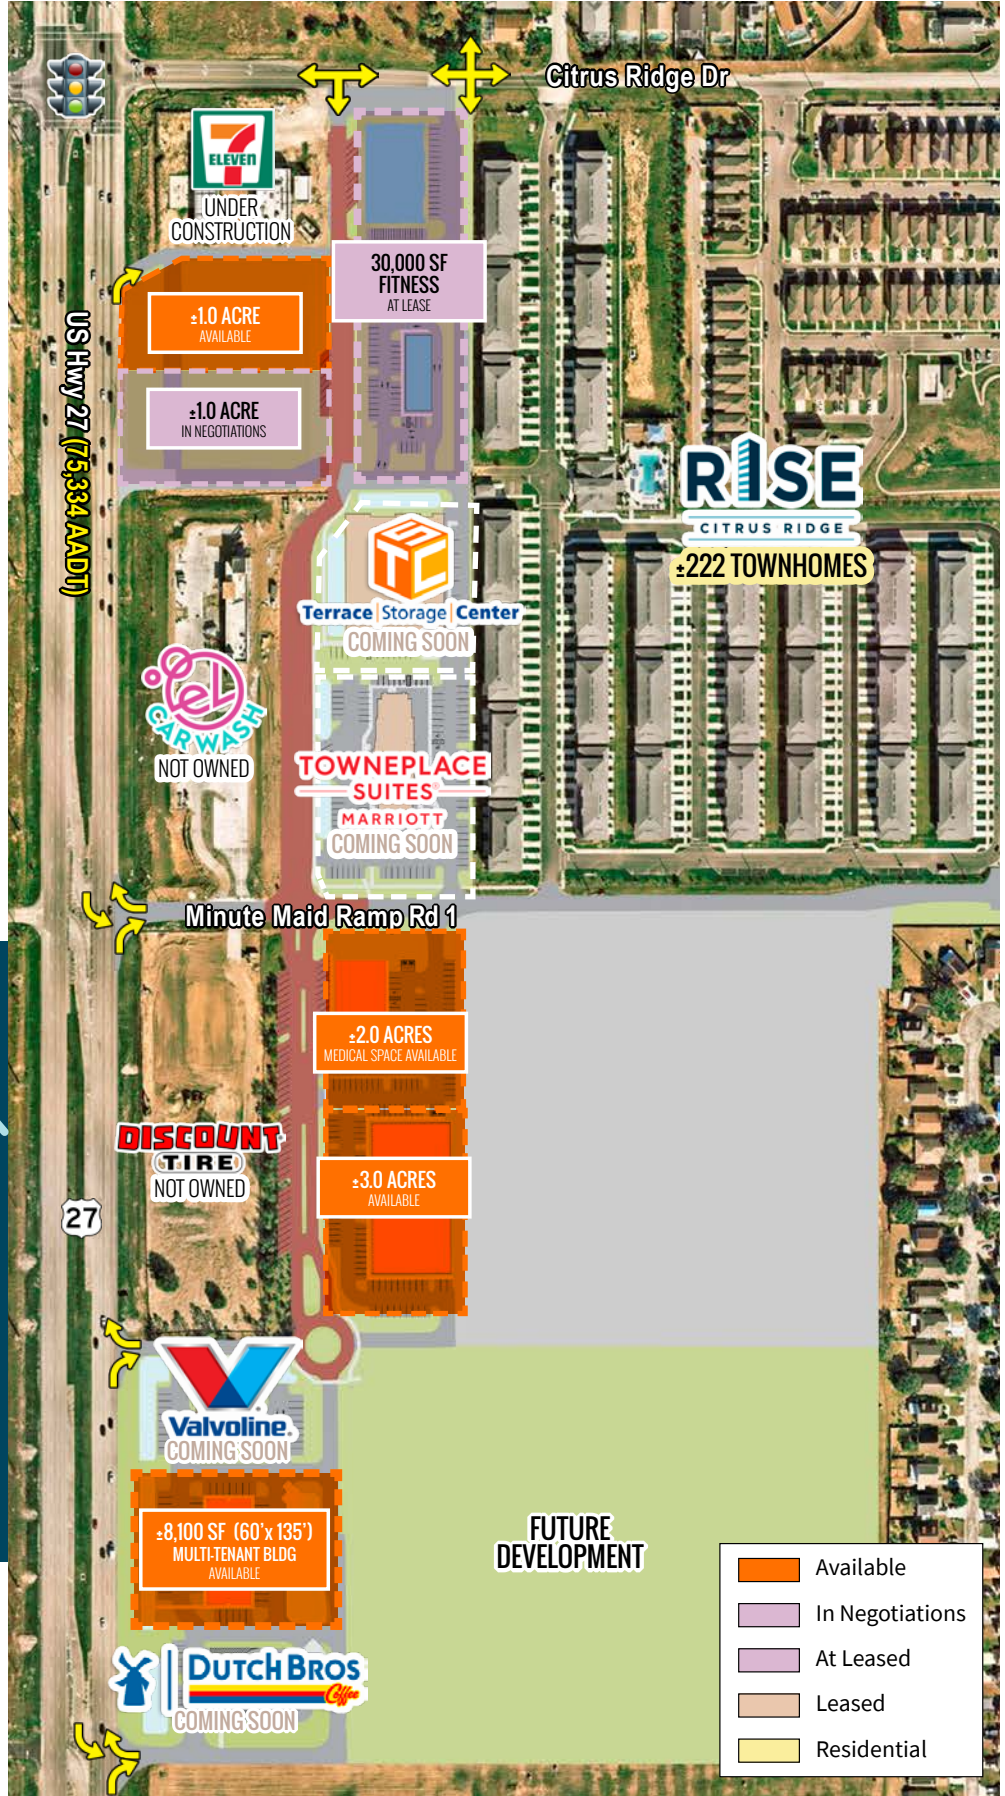 Citrus Ridge Dr
7
ELEVEN
UNDER
CONSTRUCTION
30,000 SF
FITNESS
AT LEASE
±1.0 ACRE
AVAILABLE
±1.0 ACRE
IN NEGOTIATIONS
US Hwy 27 (75,334 AADT)
RISE
CITRUS RIDGE
±222 TOWNHOMES
STC
Terrace | Storage | Center
COMING SOON
gel
CAR WASH
NOT OWNED
TOWNEPLACE
SUITES®
MARRIOTT
COMING SOON
Minute Maid Ramp Rd 1
±2.0 ACRES
MEDICAL SPACE AVAILABLE
DISCOUNT
TIRE
NOT OWNED
±3.0 ACRES
AVAILABLE
27
Valvoline.
COMING SOON
±8,100 SF (60'x 135')
MULTI-TENANT BLDG
AVAILABLE
FUTURE
DEVELOPMENT
DUTCH BROS
Coffee
COMING SOON
Available
In Negotiations
At Leased
Leased
Residential